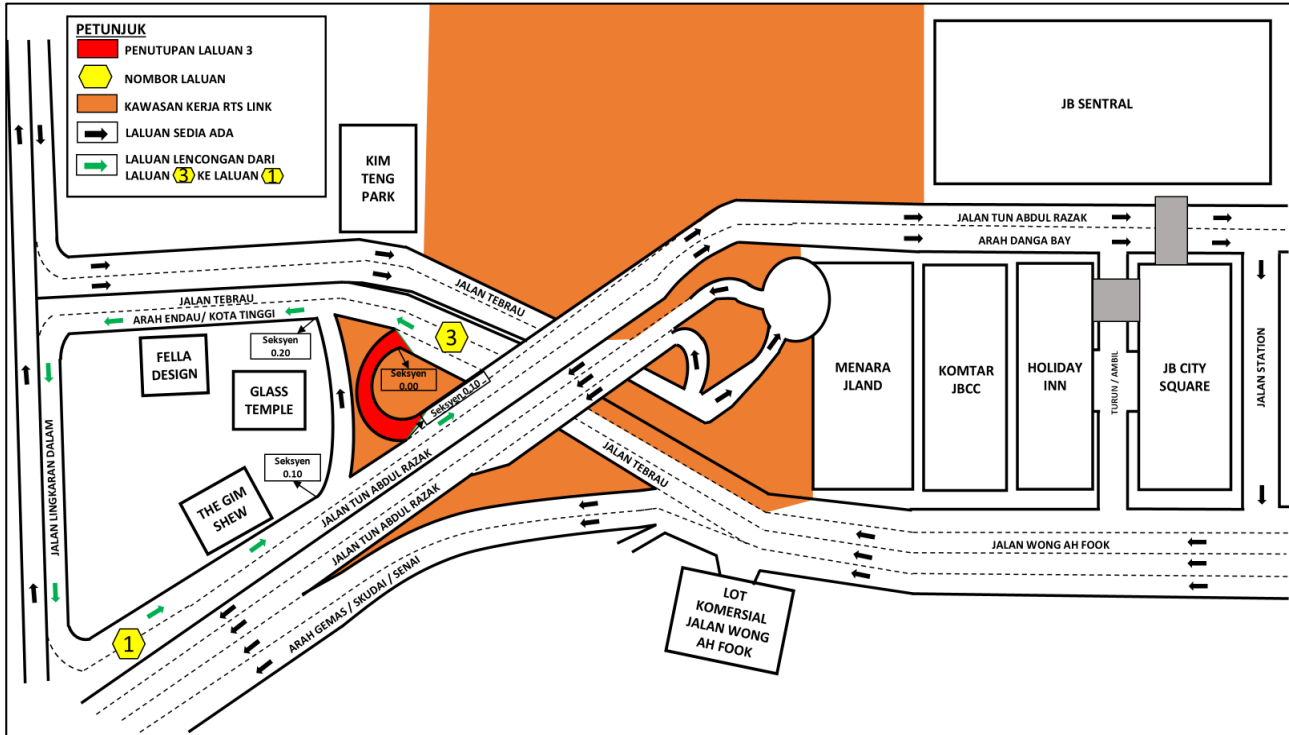 PETUNJUK
PENUTUPAN LALUAN 3
NOMBOR LALUAN
KAWASAN KERJA RTS LINK
LALUAN SEDIA ADA
LALUAN LENCONGAN DARI
LALUAN 3 KE LALUAN 1
KIM
TENG
PARK
JB SENTRAL
JALAN TUN ABDUL RAZAK
ARAH DANGA BAY
JALAN TEBRAU
JALAN TEBRAU
ARAH ENDAU/ KOTA TINGGI
3
Seksyen
0.20
Seksyen
0.00
Seksyen 0.10
FELLA
DESIGN
GLASS
TEMPLE
Seksyen
0.10
THE GIM
SHEW
JALAN LINGKARAN DALAM
JALAN TUN ABDUL RAZAK
JALAN TUN ABDUL RAZAK
ARAH GEMAS / SKUDAI / SENAI
1
JALAN TEBRAU
MENARA
JLAND
KOMTAR
JBCC
HOLIDAY
INN
TURUN / AMBIL
JB CITY
SQUARE
JALAN STATION
JALAN WONG AH FOOK
LOT
KOMERSIAL
JALAN WONG
AH FOOK